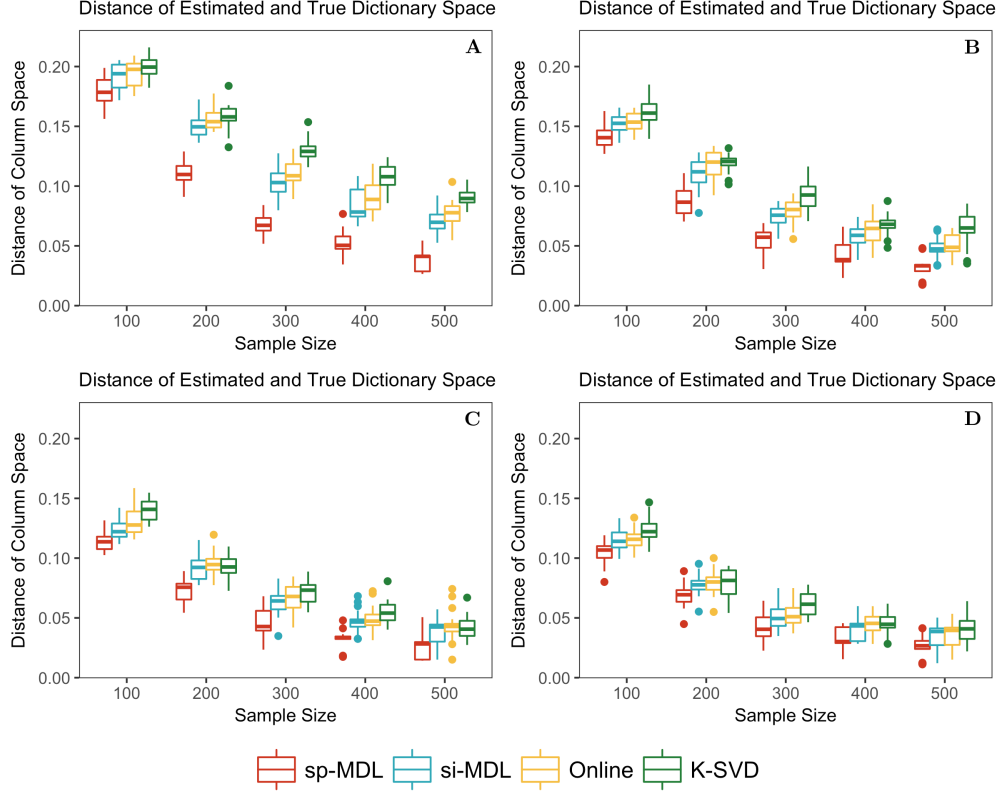 Distance of Estimated and True Dictionary Space
A
Distance of Column Space
0.20
0.15
0.10
0.05
0.00
100 200 300 400 500
Sample Size
Distance of Estimated and True Dictionary Space
B
Distance of Column Space
0.20
0.15
0.10
0.05
0.00
100 200 300 400 500
Sample Size
Distance of Estimated and True Dictionary Space
C
Distance of Column Space
0.20
0.15
0.10
0.05
0.00
100 200 300 400 500
Sample Size
Distance of Estimated and True Dictionary Space
D
Distance of Column Space
0.20
0.15
0.10
0.05
0.00
100 200 300 400 500
Sample Size
sp-MDL si-MDL Online K-SVD